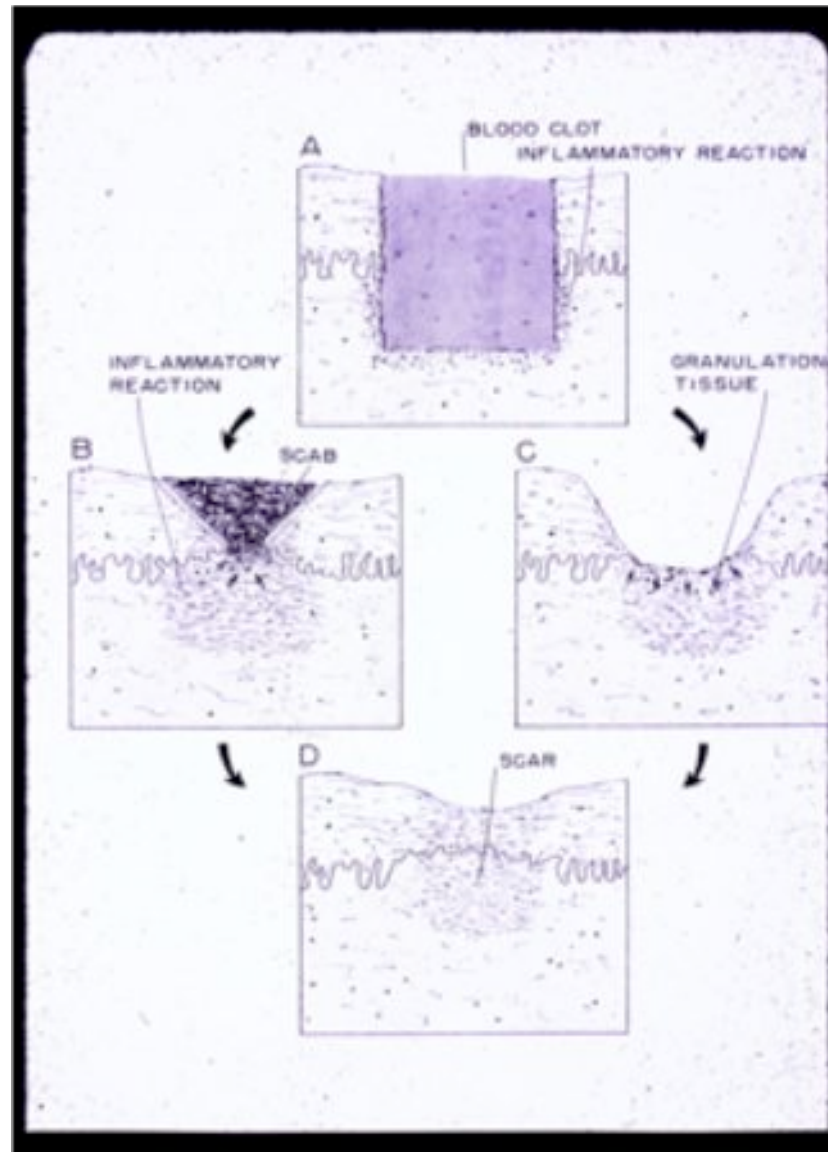 A
BLOOD CLOT
INFLAMMATORY REACTION
INFLAMMATORY
REACTION
GRANULATION
TISSUE
B
SCAB
C
D
SCAR